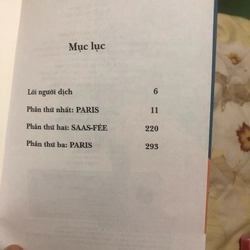 Mục lục
Lời người dịch 6
Phần thứ nhất: PARIS 11
Phần thứ hai: SAAS-FÉE 220
Phần thứ ba: PARIS 293